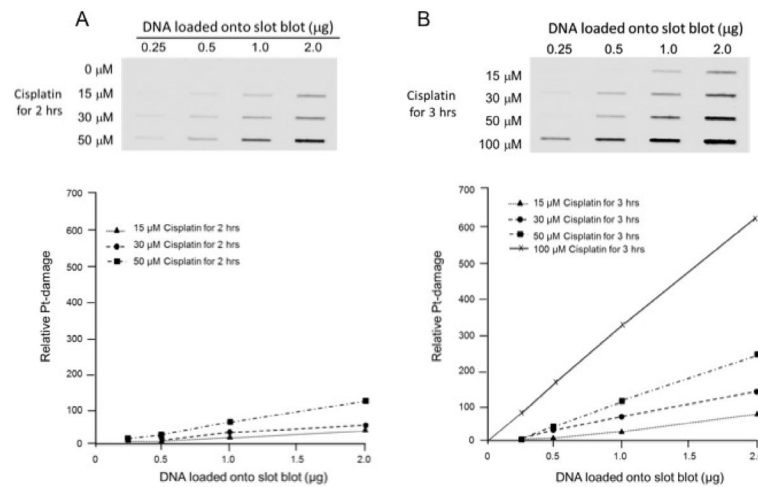 A
DNA loaded onto slot blot (µg)
0.25 0.5 1.0 2.0
Cisplatin
for 2 hrs
0 µM
15 µM
30 µM
50 µM
700
600
500
400
300
200
100
0
Relative Pt-damage
15 µM Cisplatin for 2 hrs
30 µM Cisplatin for 2 hrs
50 µM Cisplatin for 2 hrs
0 0.5 1.0 1.5 2.0
DNA loaded onto slot blot (µg)
B
DNA loaded onto slot blot (µg)
0.25 0.5 1.0 2.0
Cisplatin
for 3 hrs
15 µM
30 µM
50 µM
100 µM
700
600
500
400
300
200
100
0
Relative Pt-damage
15 µM Cisplatin for 3 hrs
30 µM Cisplatin for 3 hrs
50 µM Cisplatin for 3 hrs
100 µM Cisplatin for 3 hrs
0 0.5 1.0 1.5 2.0
DNA loaded onto slot blot (µg)